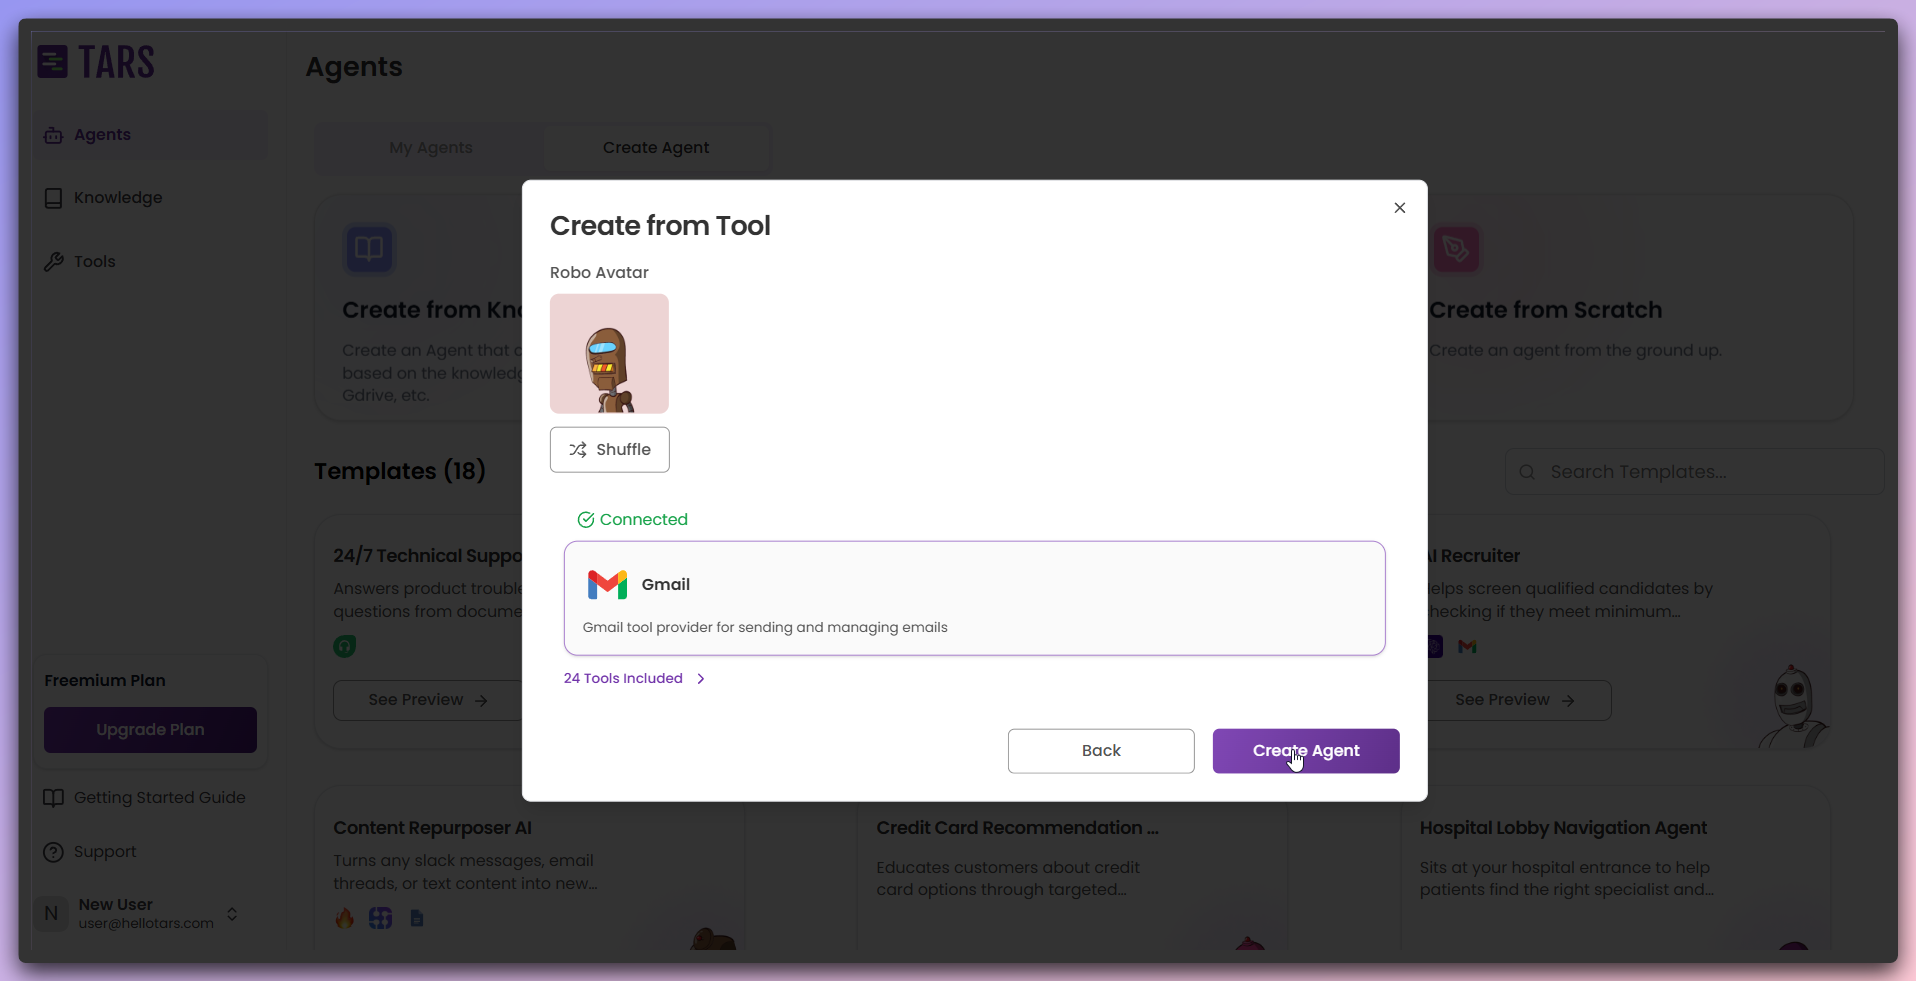 TARS
Agents
Agents
Knowledge
Tools
My Agents
Create Agent
Create from Kno
Create an Agent that c
based on the knowledg
Gdrive, etc.
Create from Scratch
Create an agent from the ground up.
Templates (18)
Search Templates...
24/7 Technical Suppo
Answers product trouble
questions from docume
See Preview
AI Recruiter
elps screen qualified candidates by
hecking if they meet minimum...
See Preview
Create from Tool
Robo Avatar
Shuffle
Connected
Gmail
Gmail tool provider for sending and managing emails
24 Tools Included
Back
Create Agent
Freemium Plan
Upgrade Plan
Getting Started Guide
Support
N
New User
user@hellotars.com
Content Repurposer AI
Turns any slack messages, email
threads, or text content into new...
Credit Card Recommendation ...
Educates customers about credit
card options through targeted...
Hospital Lobby Navigation Agent
Sits at your hospital entrance to help
patients find the right specialist and...